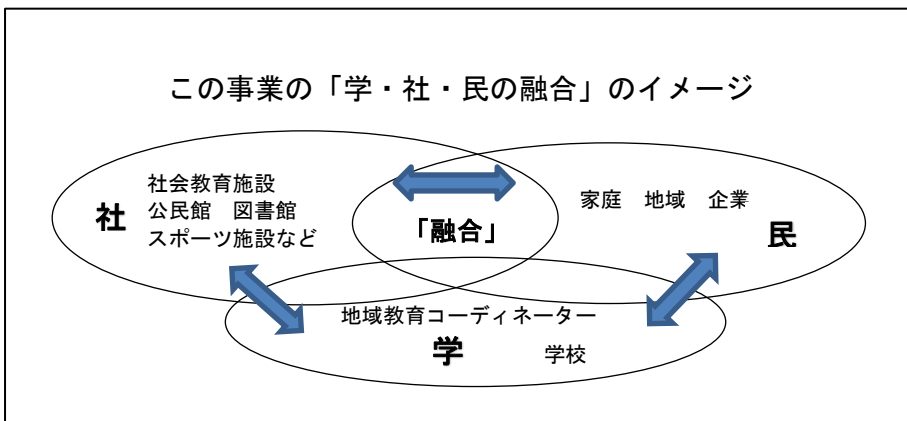 この事業の「学・社・民の融合」のイメージ
社会教育施設
社
公民館　図書館
スポーツ施設など
「融合」
家庭　地域　企業
民
地域教育コーディネーター
学
学校